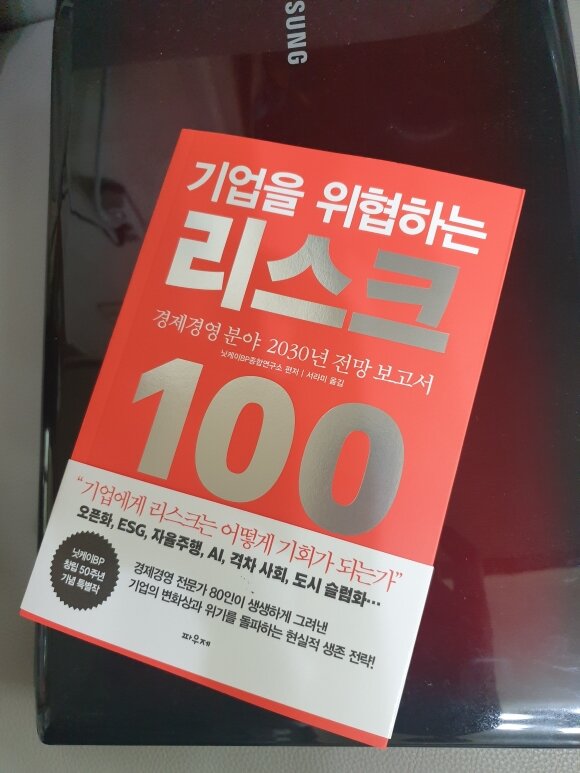 SUNG
기업을 위협하는
리스크
경제경영 분야 2030년 전망 보고서
닛케이BP종합연구소 편저 | 서라미 옮김
100
“기업에게 리스크는 어떻게 기회가 되는가”
오픈화, ESG, 자율주행, AI, 격차 사회, 도시 슬럼화…
닛케이BP
창립 50주년
기념 특별작
경제경영 전문가 80인이 생생하게 그려낸
기업의 변화상과 위기를 돌파하는 현실적 생존 전략!
파우제